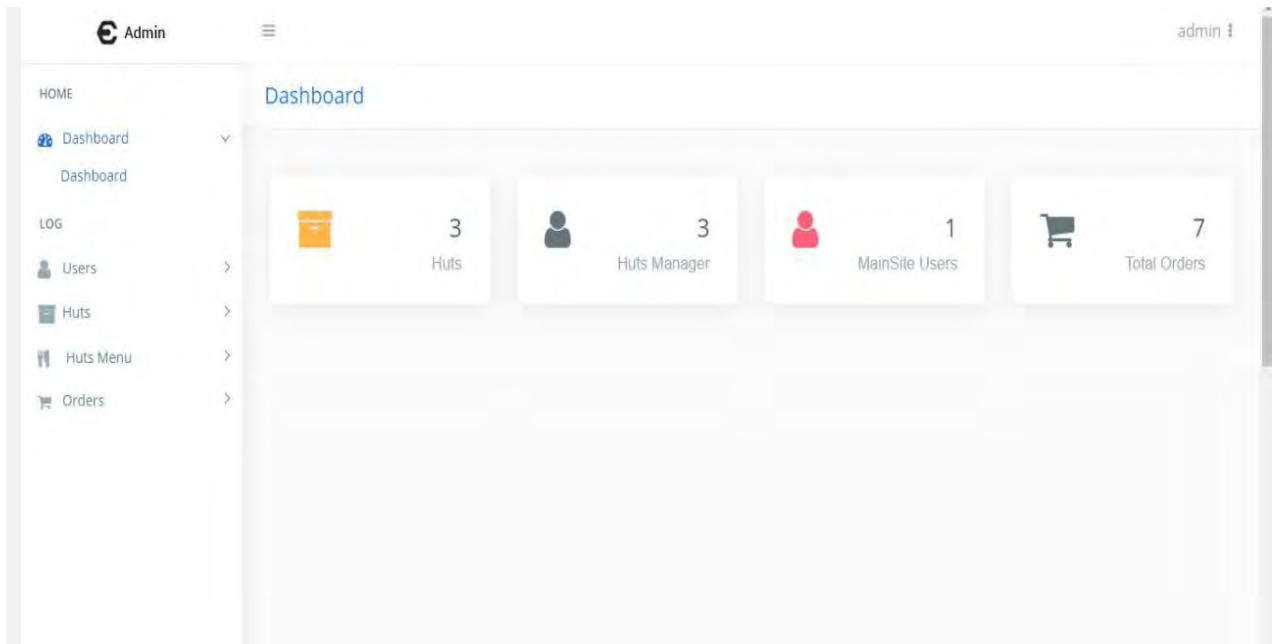 Admin
admin
HOME
Dashboard
Dashboard
Dashboard
LOG
Users
Huts
Huts Menu
Orders
3
Huts
3
Huts Manager
1
MainSite Users
7
Total Orders